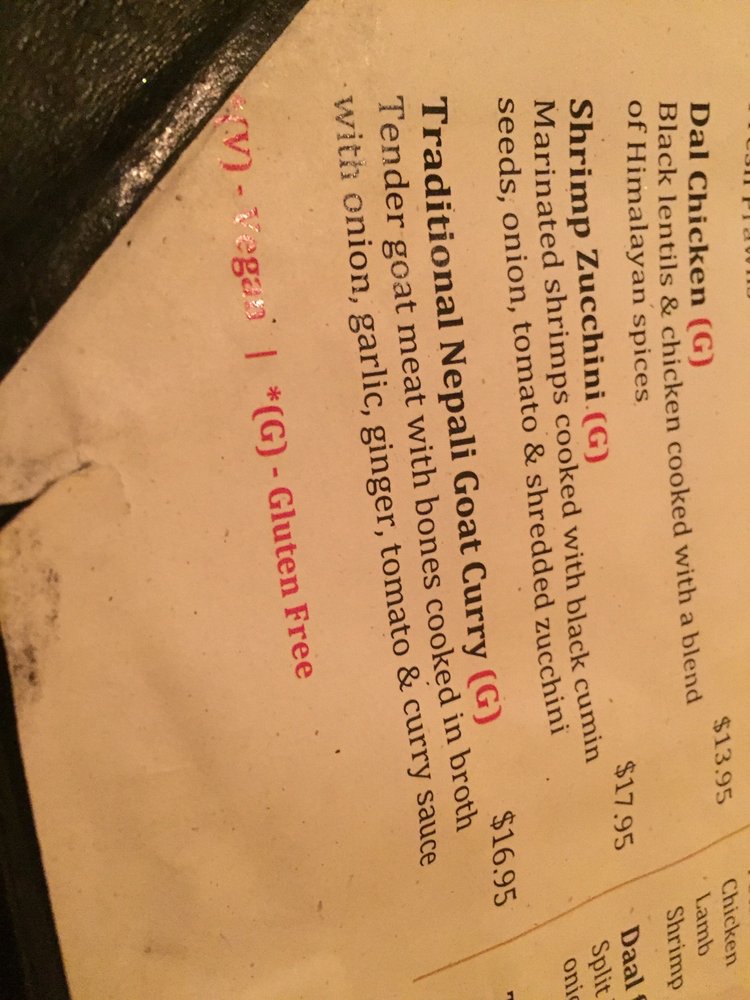 Dal Chicken (G)
Black lentils & chicken cooked with a blend
of Himalayan spices
$13.95
Shrimp Zucchini (G)
Marinated shrimps cooked with black cumin
seeds, onion, tomato & shredded zucchini
$17.95
Traditional Nepali Goat Curry (G)
Tender goat meat with bones cooked in broth
with onion, garlic, ginger, tomato & curry sauce
$16.95
*(V) - Vegan | *(G) - Gluten Free
Chicken
Lamb
Shrimp
Daal
Split